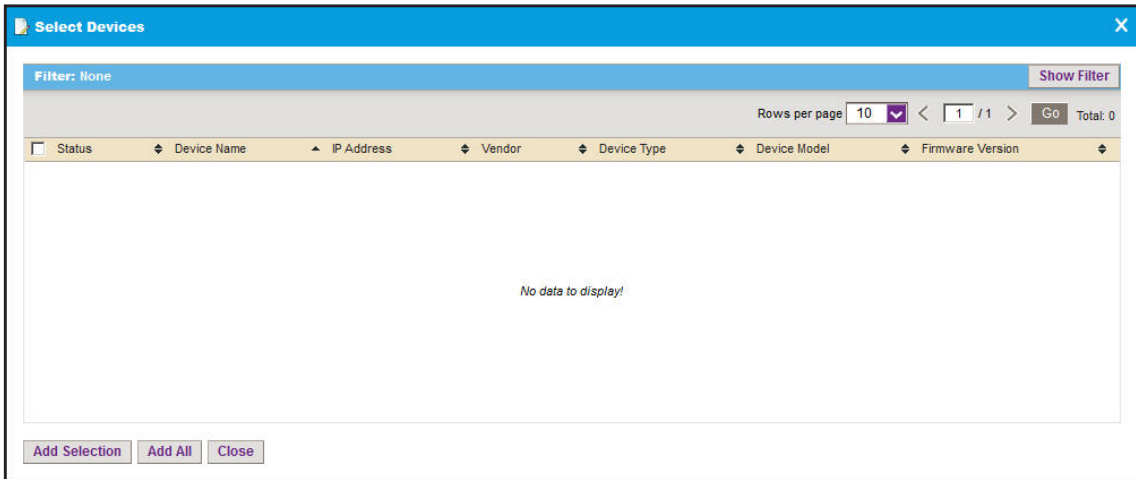 Select Devices X
Filter: None Show Filter
Rows per page 10 < 1 / 1 > Go Total: 0
Status Device Name IP Address Vendor Device Type Device Model Firmware Version
No data to display!
Add Selection Add All Close